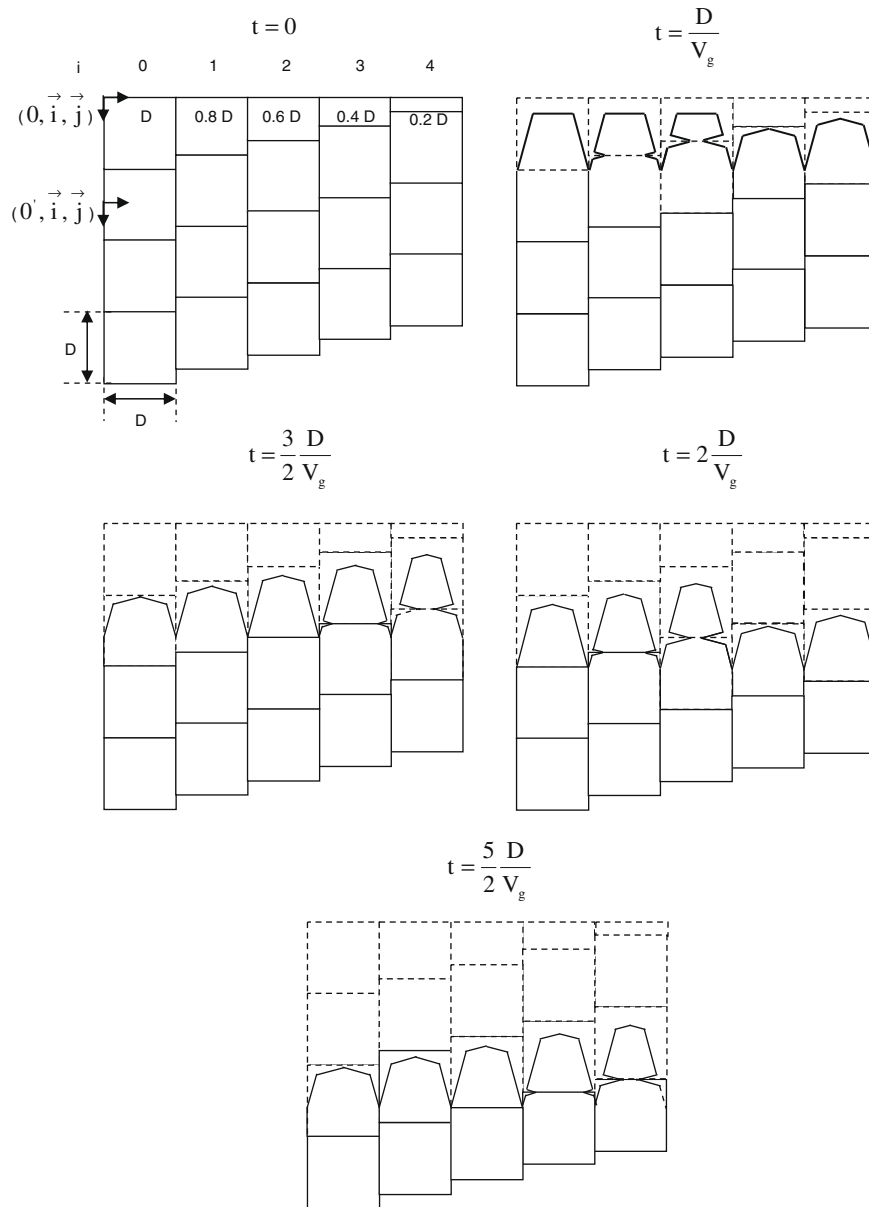 t = 0
t = D/V_g
i 0 1 2 3 4
(0, i⃗, j⃗) D 0.8 D 0.6 D 0.4 D 0.2 D
(0', i⃗, j⃗)
D
D
t = 3/2 D/V_g
t = 2 D/V_g
t = 5/2 D/V_g